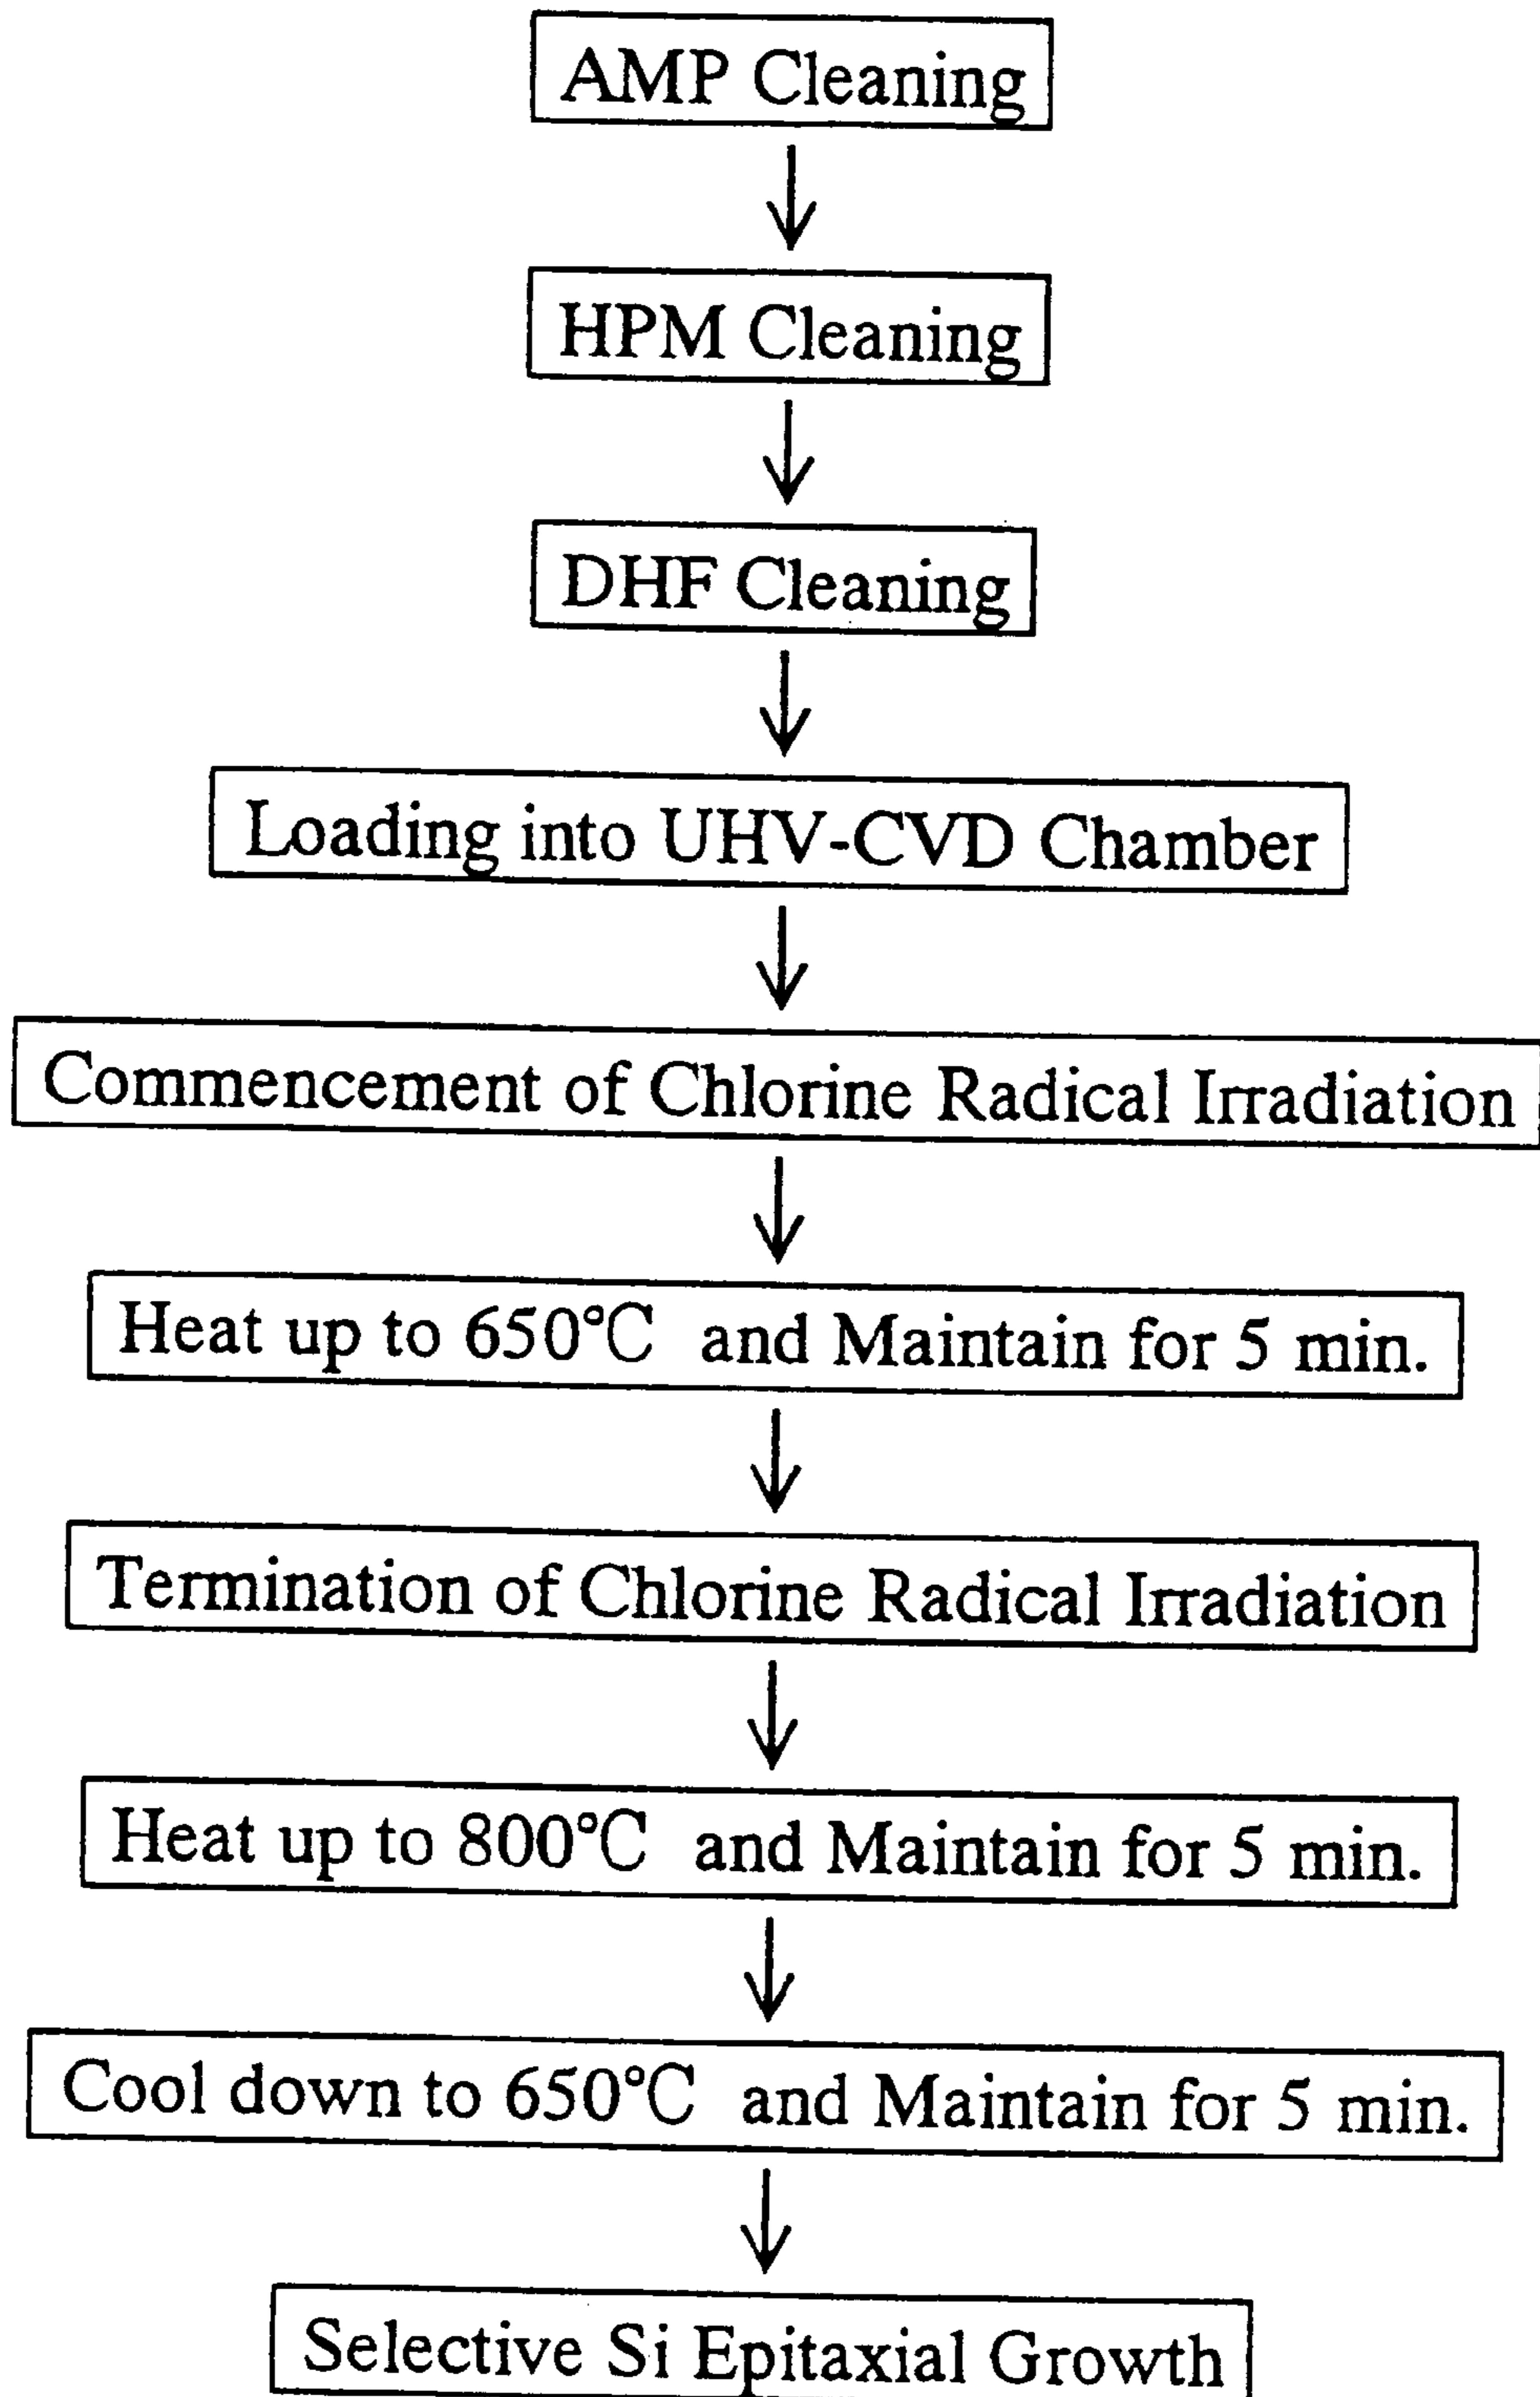 AMP Cleaning
HPM Cleaning
DHF Cleaning
Loading into UHV-CVD Chamber
Commencement of Chlorine Radical Irradiation
Heat up to 650°C and Maintain for 5 min.
Termination of Chlorine Radical Irradiation
Heat up to 800°C and Maintain for 5 min.
Cool down to 650°C and Maintain for 5 min.
Selective Si Epitaxial Growth